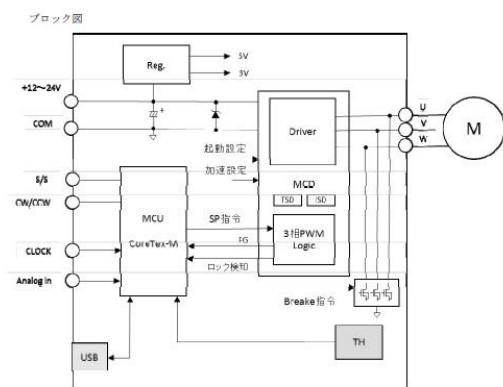 ブロック図
Reg.
5V
3V
+12～24V
COM
S/S
CW/CCW
CLOCK
Analog in
MCU
CoreTex-M
起動設定
加速設定
SP指令
FG
ロック検知
Driver
MCD
TSD
ISD
3相PWM
Logic
U
V
W
M
Breake指令
USB
TH